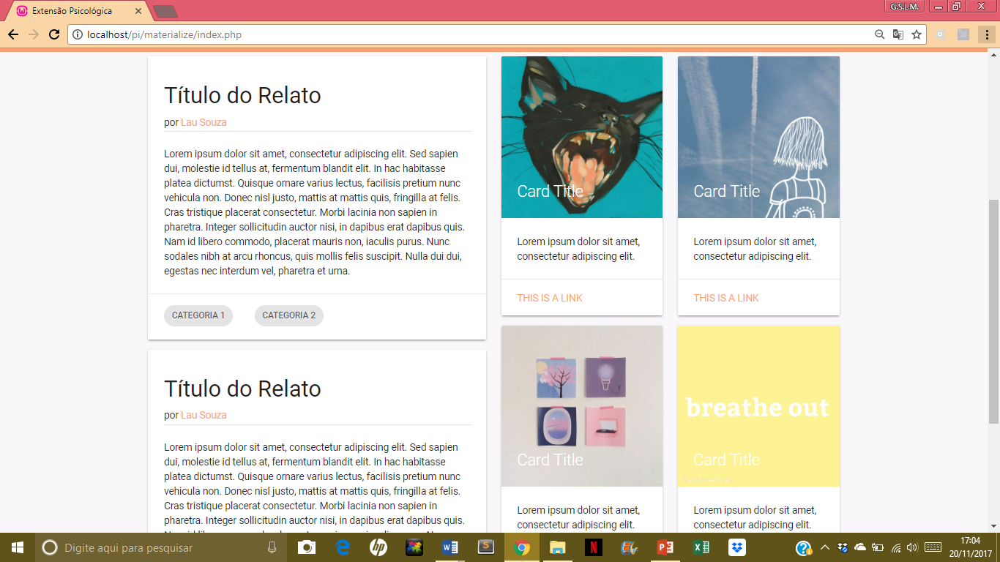 Extensão Psicológica
G.S.L.M.
localhost/pi/materialize/index.php
Título do Relato
por Lau Souza
Lorem ipsum dolor sit amet, consectetur adipiscing elit. Sed sapien
dui, molestie id tellus at, fermentum blandit elit. In hac habitasse
platea dictumst. Quisque ornare varius lectus, facilisis pretium nunc
vehicula non. Donec nisl justo, mattis at mattis quis, fringilla at felis.
Cras tristique placerat consectetur. Morbi lacinia non sapien in
pharetra. Integer sollicitudin auctor nisi, in dapibus erat dapibus quis.
Nam id libero commodo, placerat mauris non, iaculis purus. Nunc
sodales nibh at arcu rhoncus, quis mollis felis suscipit. Nulla dui dui,
egestas nec interdum vel, pharetra et urna.
CATEGORIA 1
CATEGORIA 2
Título do Relato
por Lau Souza
Lorem ipsum dolor sit amet, consectetur adipiscing elit. Sed sapien
dui, molestie id tellus at, fermentum blandit elit. In hac habitasse
platea dictumst. Quisque ornare varius lectus, facilisis pretium nunc
vehicula non. Donec nisl justo, mattis at mattis quis, fringilla at felis.
Cras tristique placerat consectetur. Morbi lacinia non sapien in
pharetra. Integer sollicitudin auctor nisi, in dapibus erat dapibus quis.
Card Title
Lorem ipsum dolor sit amet,
consectetur adipiscing elit.
THIS IS A LINK
Card Title
Lorem ipsum dolor sit amet,
consectetur adipiscing elit.
THIS IS A LINK
Card Title
Lorem ipsum dolor sit amet,
consectetur adipiscing elit.
breathe out
Card Title
Lorem ipsum dolor sit amet,
consectetur adipiscing elit.
Digite aqui para pesquisar
17:04
20/11/2017